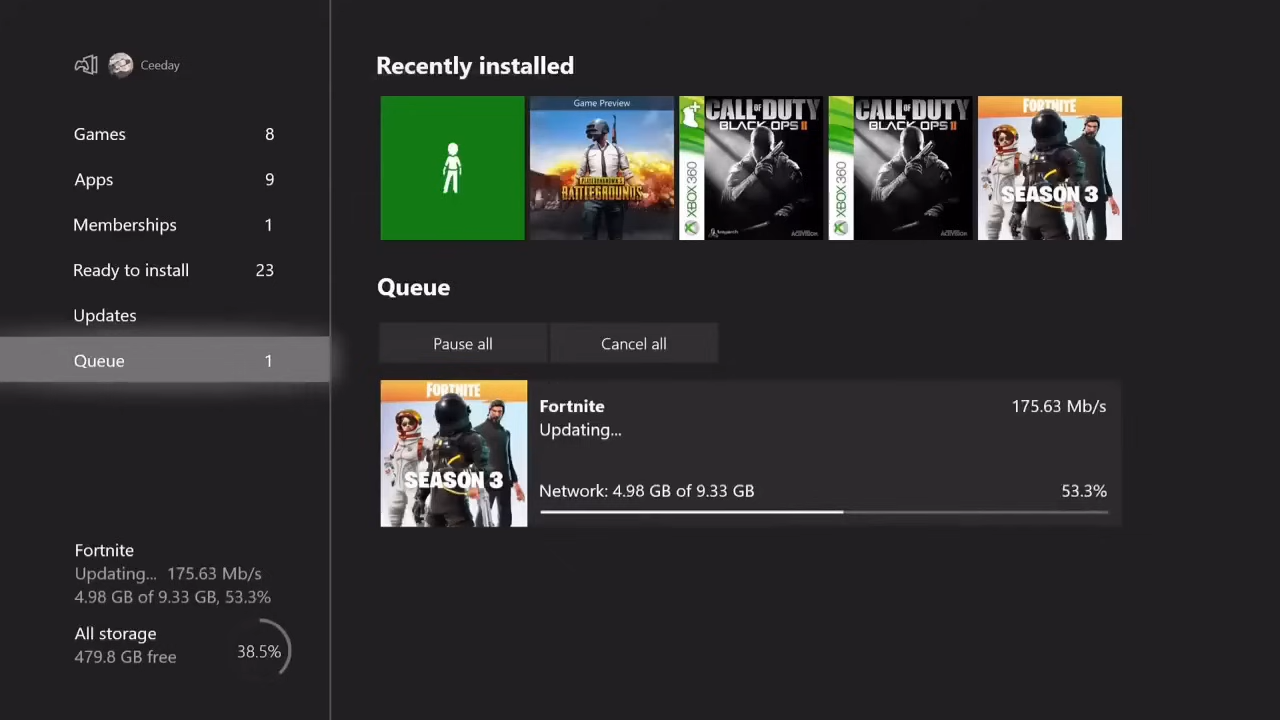 Ceeday
Games 8
Apps 9
Memberships 1
Ready to install 23
Updates
Queue 1
Fortnite
Updating... 175.63 Mb/s
4.98 GB of 9.33 GB, 53.3%
All storage
479.8 GB free
38.5%
Recently installed
Game Preview
PLAYERUNKNOWN'S
BATTLEGROUNDS
XBOX 360
CALL OF DUTY
BLACK OPS II
ACTIVISION
XBOX 360
CALL OF DUTY
BLACK OPS II
ACTIVISION
FORTNITE
SEASON 3
Queue
Pause all Cancel all
FORTNITE
SEASON 3
Fortnite 175.63 Mb/s
Updating...
Network: 4.98 GB of 9.33 GB 53.3%